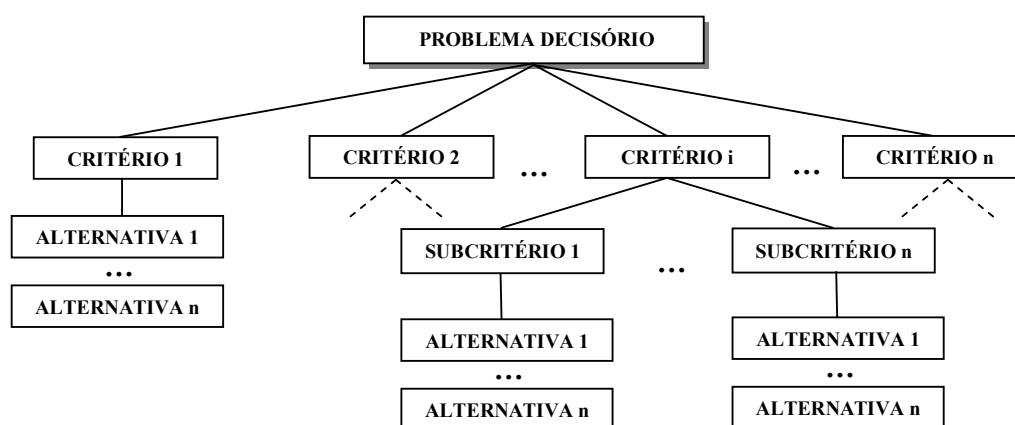 PROBLEMA DECISÓRIO
CRITÉRIO 1
CRITÉRIO 2
...
CRITÉRIO i
...
CRITÉRIO n
ALTERNATIVA 1
...
ALTERNATIVA n
SUBCRITÉRIO 1
...
SUBCRITÉRIO n
ALTERNATIVA 1
...
ALTERNATIVA n
ALTERNATIVA 1
...
ALTERNATIVA n